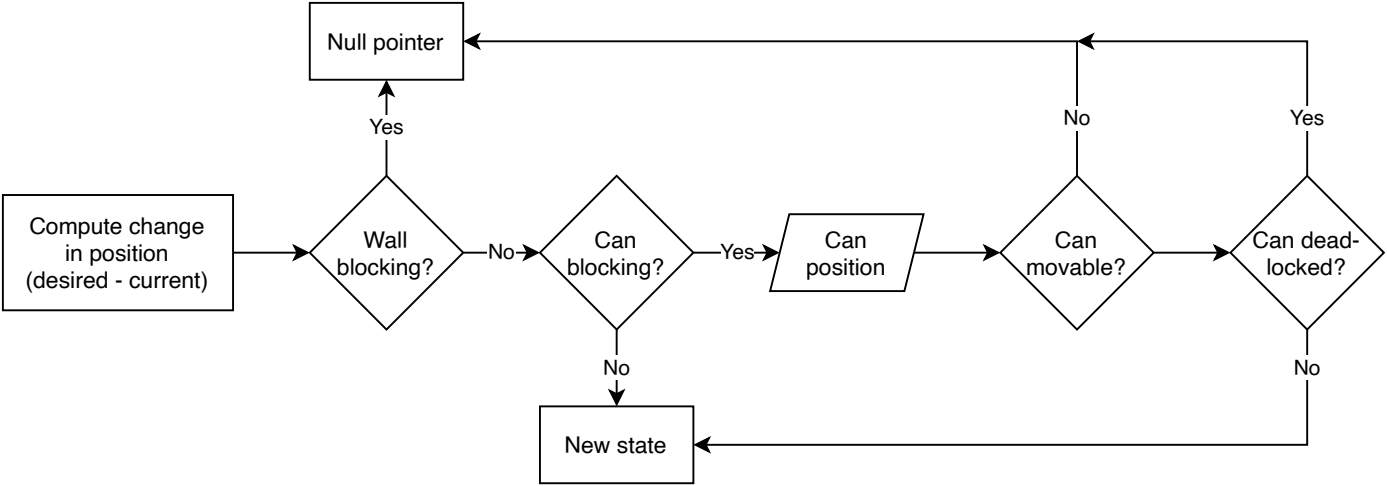 Null pointer
Yes
No
Yes
Compute change
in position
(desired - current)
Wall
blocking?
No
Can
blocking?
Yes
Can
position
Can
movable?
Can dead-
locked?
No
No
New state